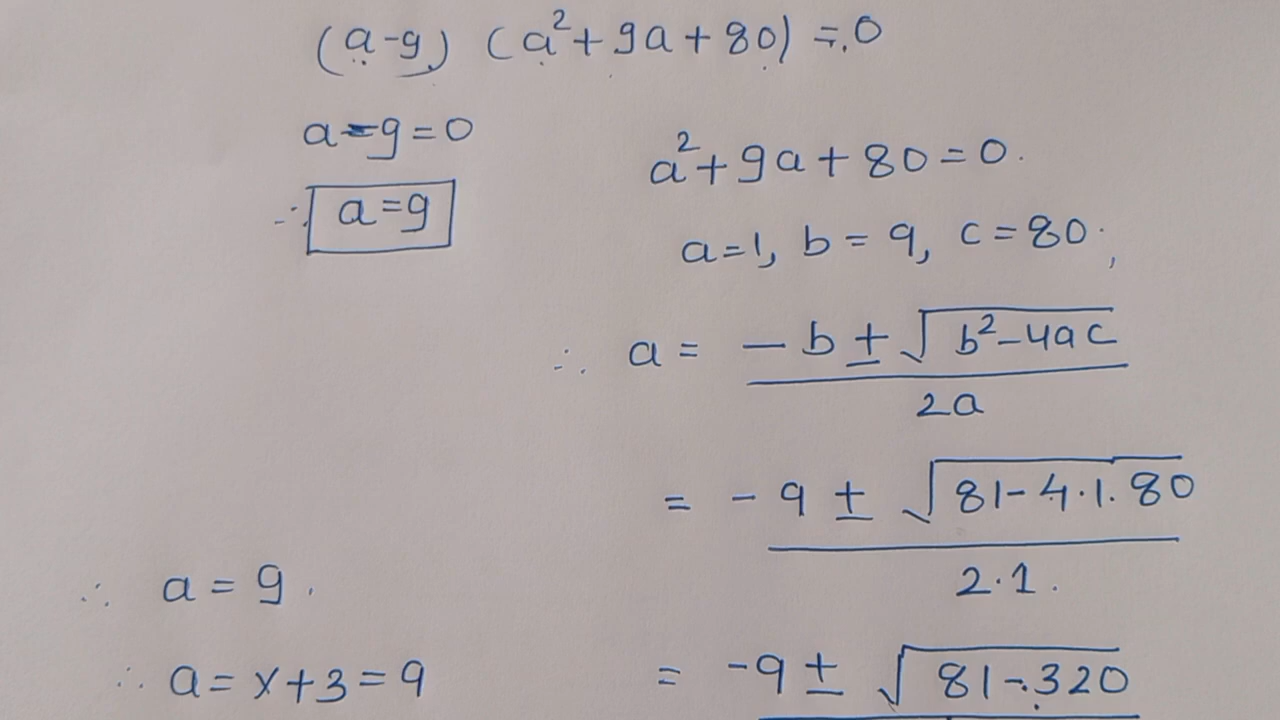 (a-9) (a²+9a+80) =0
a-9=0
∴ a=9
a²+9a+80=0.
a=1, b=9, c=80,
∴ a= -b±√b²-4ac
2a
= -9 ± √81-4.1.80
2.1.
= -9± √81-320
∴ a=9.
∴ a=x+3=9